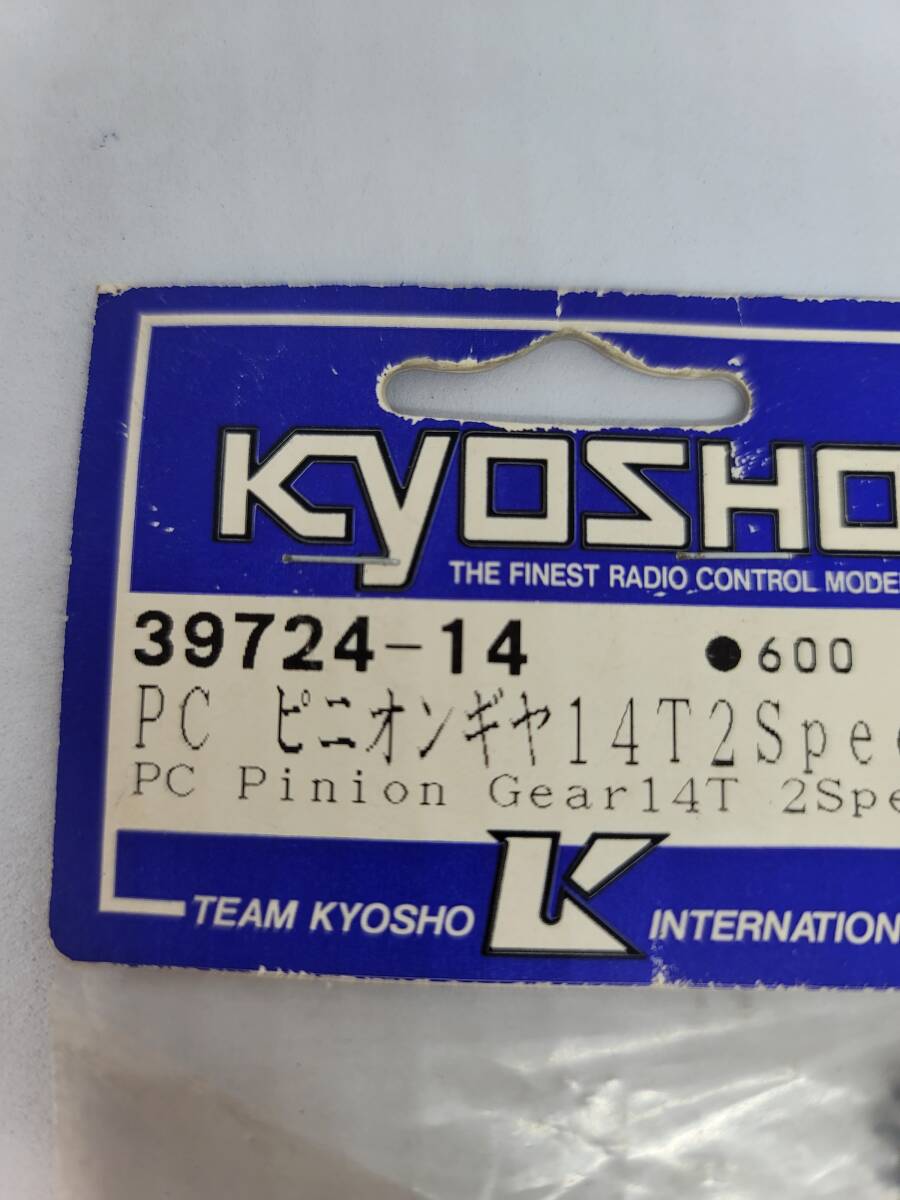 KYOSHO
THE FINEST RADIO CONTROL MODE
39724-14 ●600
PC ピニオンギヤ14T2Spe
PC Pinion Gear14T 2Spe
TEAM KYOSHO K INTERNATION